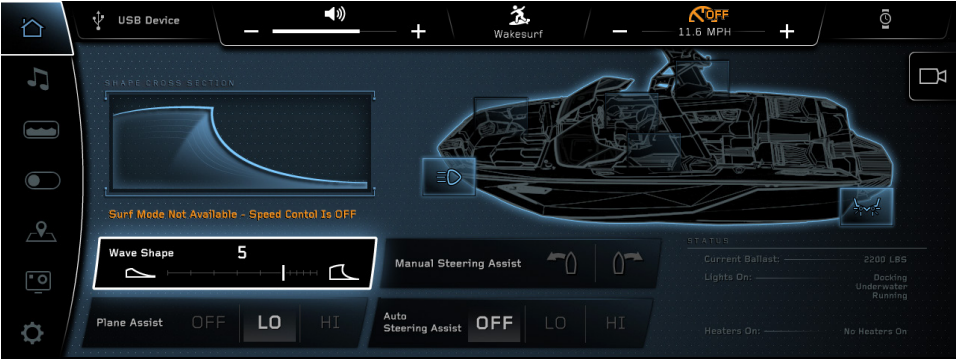 USB Device
Wakesurf
OFF
11.6 MPH
SHAPE CROSS SECTION
Surf Mode Not Available - Speed Contol Is OFF
Wave Shape 5
Manual Steering Assist
Plane Assist OFF LO HI
Auto
Steering Assist OFF LO HI
STATUS
Current Ballast: 2200 LBS
Lights On: Docking
Underwater
Running
Heaters On: No Heaters On